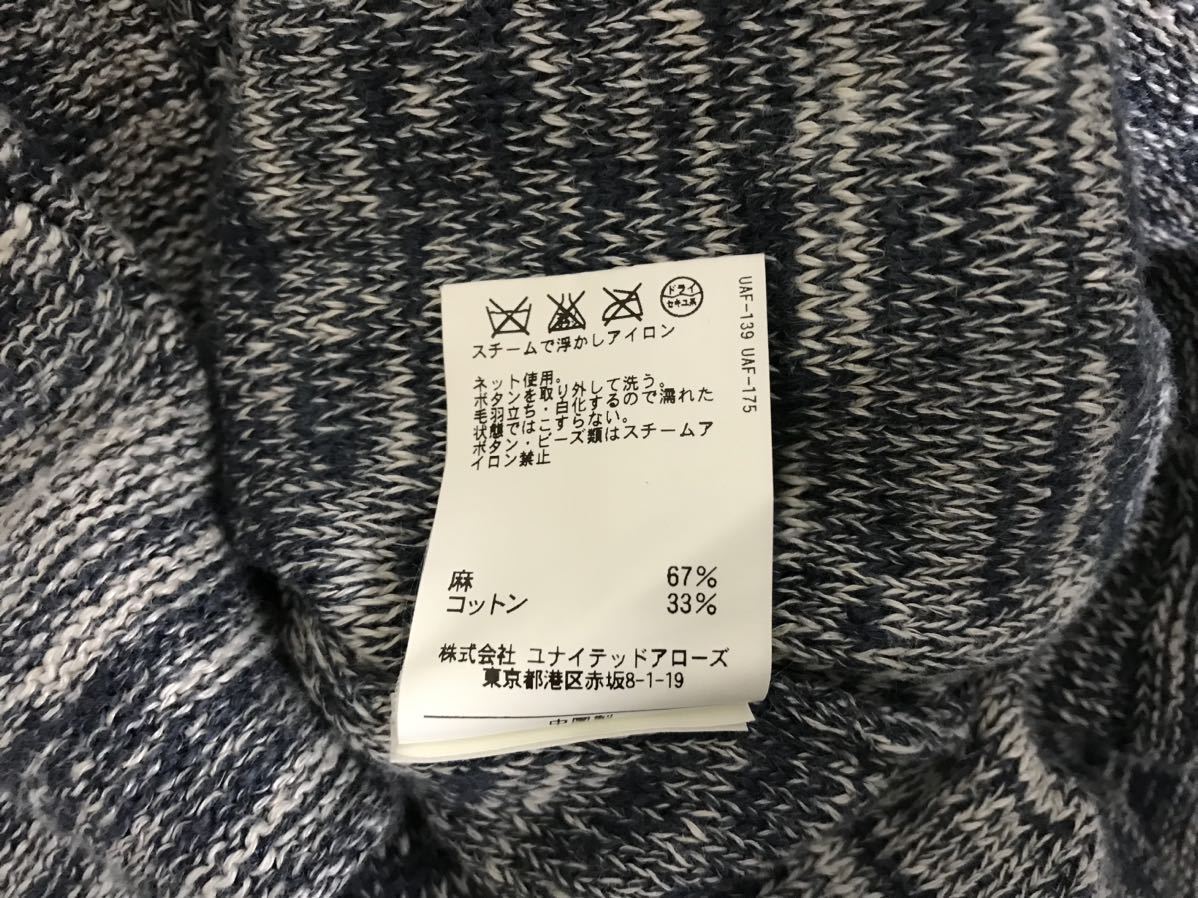 ドライ
セキユ系
スチームで浮かしアイロン
ネット使用。
ボタンを取り外して洗う。
毛羽立ち・白化するので濡れた
状態ではこすらない。
ボタン・ビーズ類はスチームア
イロン禁止
麻 67%
コットン 33%
株式会社 ユナイテッドアローズ
東京都港区赤坂8-1-19
UAF-139 UAF-175